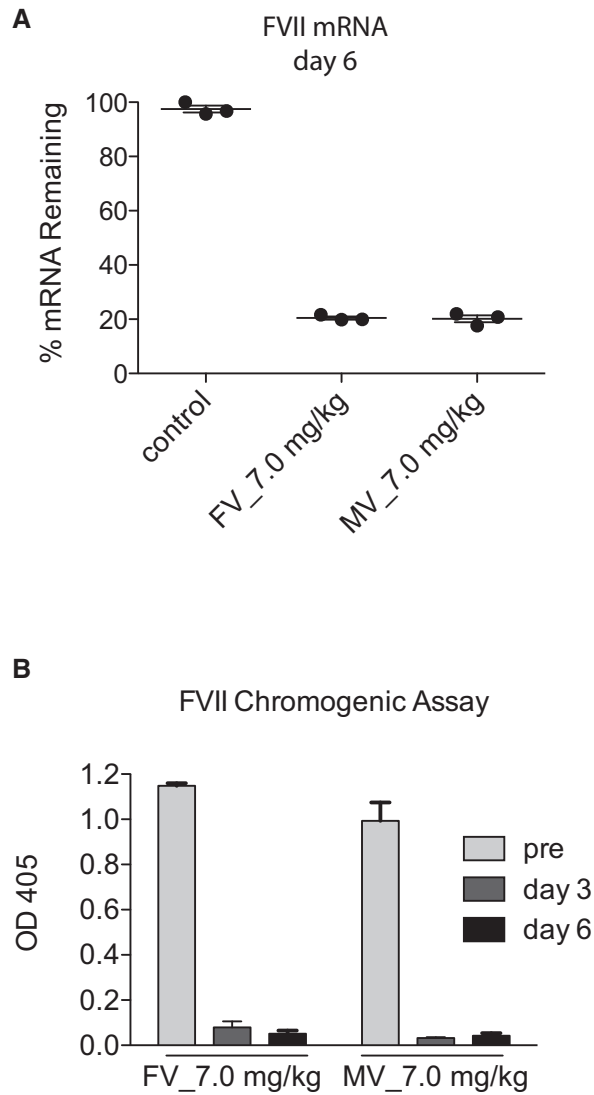 A
FVII mRNA
day 6
% mRNA Remaining
100
80
60
40
20
0
control
FV_7.0 mg/kg
MV_7.0 mg/kg
B
FVII Chromogenic Assay
OD 405
1.2
1.0
0.8
0.6
0.4
0.2
0.0
pre
day 3
day 6
FV_7.0 mg/kg
MV_7.0 mg/kg